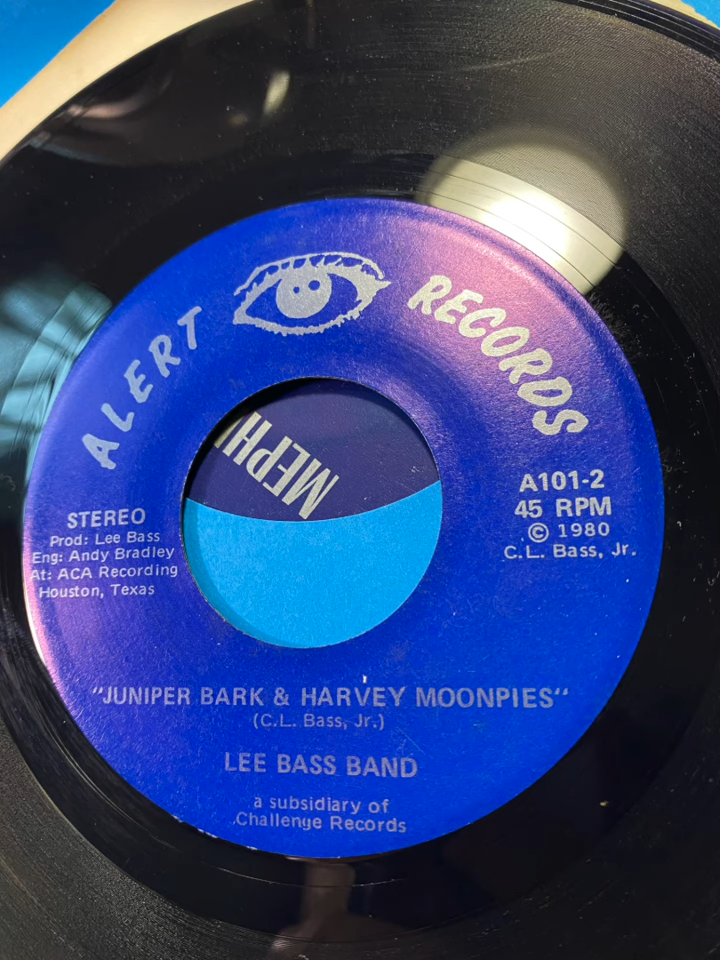 ALERT RECORDS
MEPHI
A101-2
45 RPM
© 1980
C.L. Bass, Jr.
STEREO
Prod: Lee Bass
Eng: Andy Bradley
At: ACA Recording
Houston, Texas
"JUNIPER BARK & HARVEY MOONPIES"
(C.L. Bass, Jr.)
LEE BASS BAND
a subsidiary of
Challenge Records